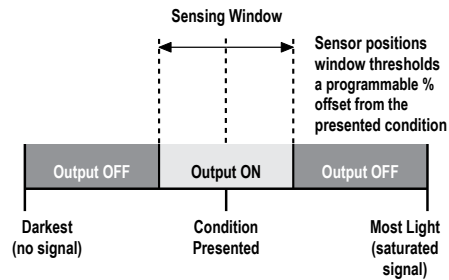 Sensing Window
Sensor positions
window thresholds
a programmable %
offset from the
presented condition
Output OFF
Output ON
Output OFF
Darkest
(no signal)
Condition
Presented
Most Light
(saturated
signal)